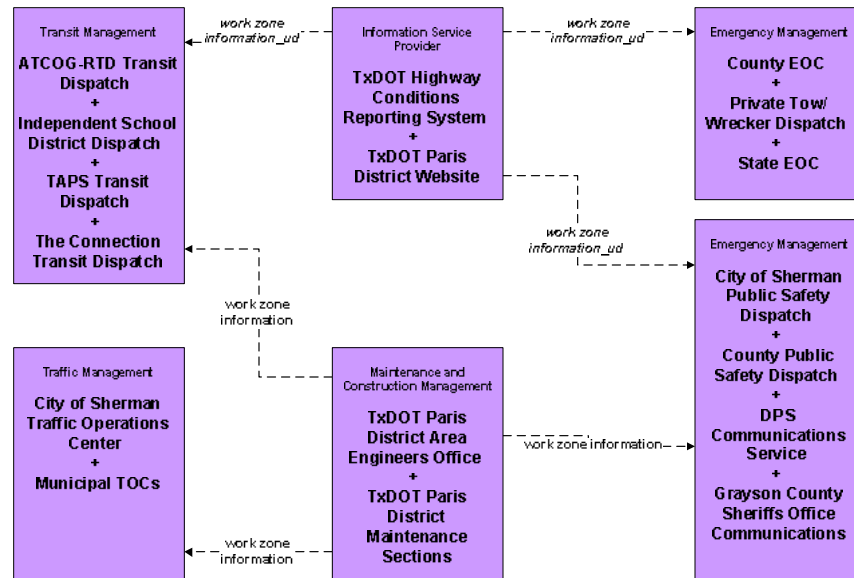 Transit Management
ATCOG-RTD Transit
Dispatch
+
Independent School
District Dispatch
+
TAPS Transit
Dispatch
+
The Connection
Transit Dispatch
work zone
information_ud
Information Service
Provider
TxDOT Highway
Conditions
Reporting System
+
TxDOT Paris
District Website
work zone
information_ud
Emergency Management
County EOC
+
Private Tow/
Wrecker Dispatch
+
State EOC
work zone
information_ud
Emergency Management
City of Sherman
Public Safety
Dispatch
+
County Public
Safety Dispatch
+
DPS
Communications
Service
+
Grayson County
Sheriffs Office
Communications
work zone
information
Traffic Management
City of Sherman
Traffic Operations
Center
+
Municipal TOCs
Maintenance and
Construction Management
TxDOT Paris
District Area
Engineers Office
+
TxDOT Paris
District
Maintenance
Sections
work zone information
work zone
information